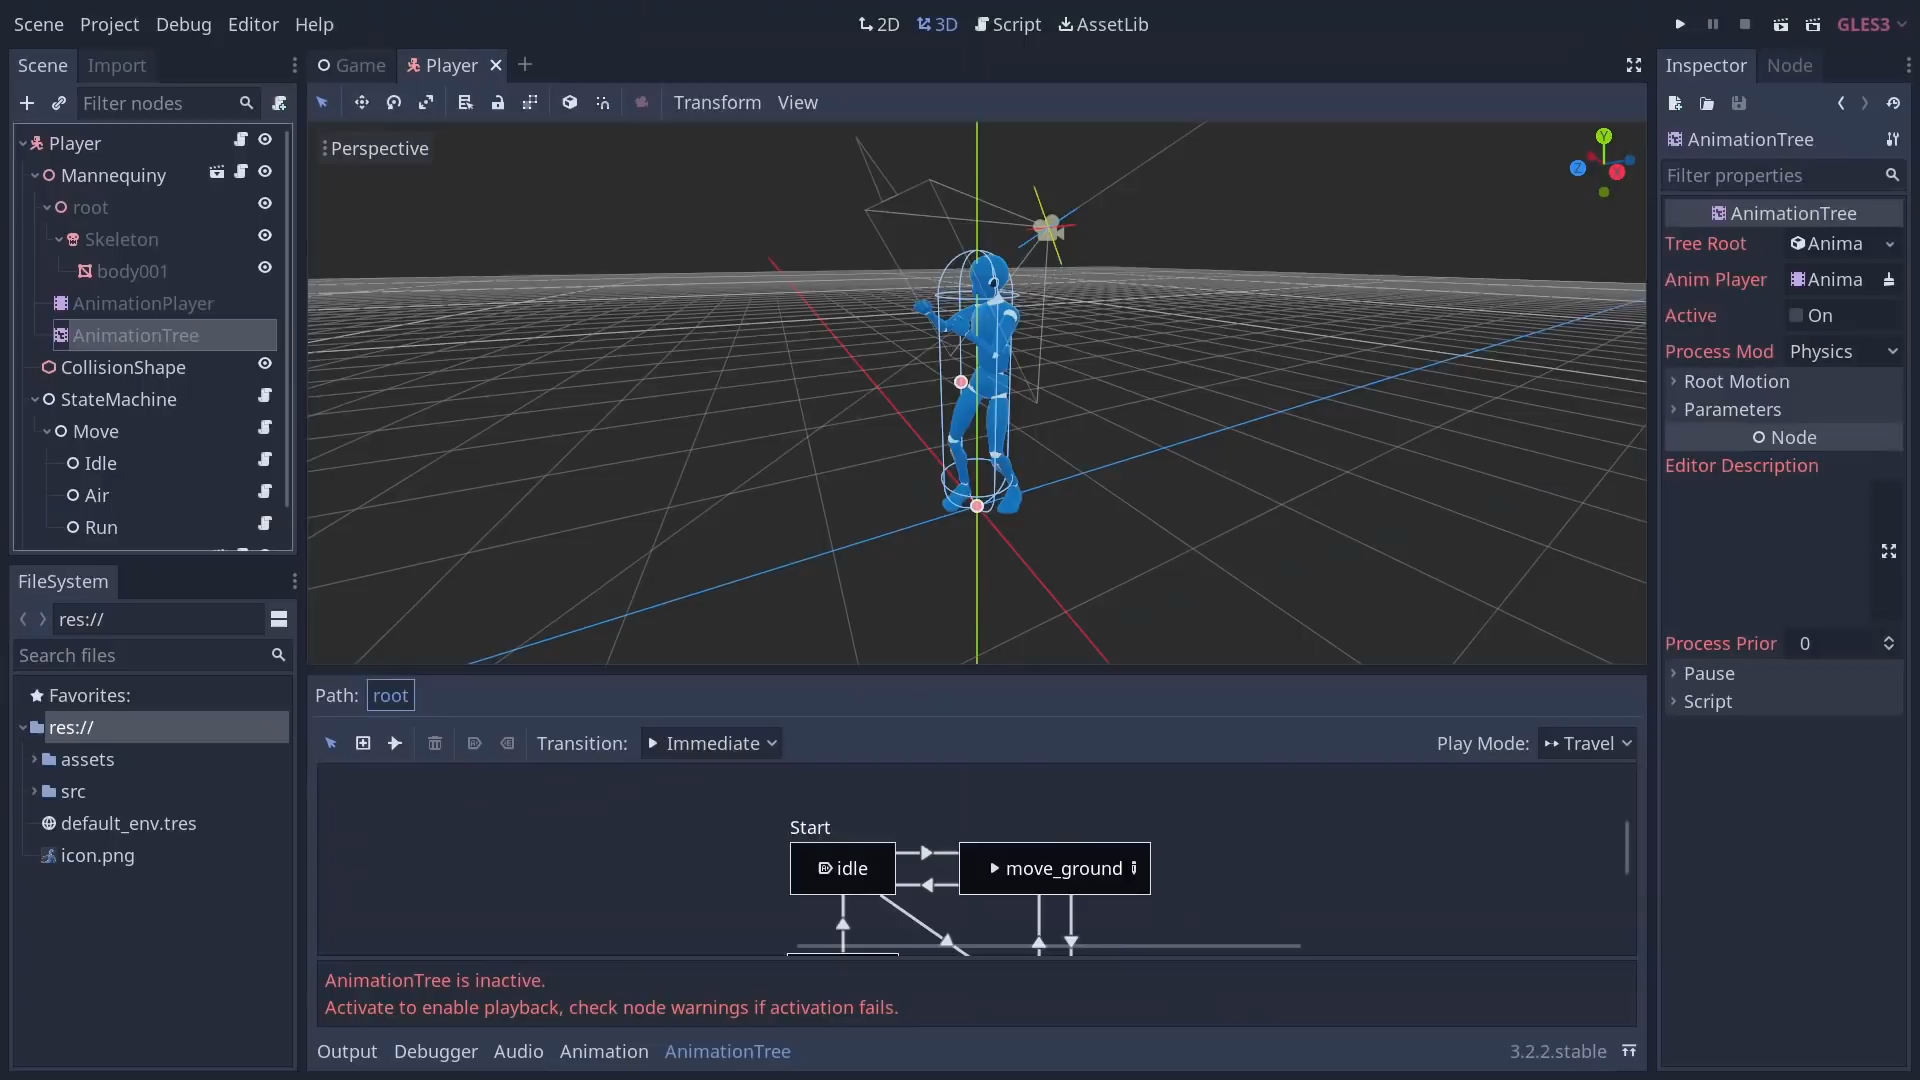 Scene Project Debug Editor Help
2D 3D Script AssetLib
GLES3
Scene Import
Filter nodes
Player
Mannequiny
root
Skeleton
body001
AnimationPlayer
AnimationTree
CollisionShape
StateMachine
Move
Idle
Air
Run
FileSystem
res://
Search files
Favorites:
res://
assets
src
default_env.tres
icon.png
Game Player
Transform View
Perspective
Y
Z
X
Path: root
Transition: Immediate
Play Mode: Travel
Start
idle
move_ground
AnimationTree is inactive.
Activate to enable playback, check node warnings if activation fails.
Output Debugger Audio Animation AnimationTree
3.2.2.stable
Inspector Node
AnimationTree
Filter properties
AnimationTree
Tree Root Anima
Anim Player Anima
Active On
Process Mod Physics
Root Motion
Parameters
Node
Editor Description
Process Prior 0
Pause
Script